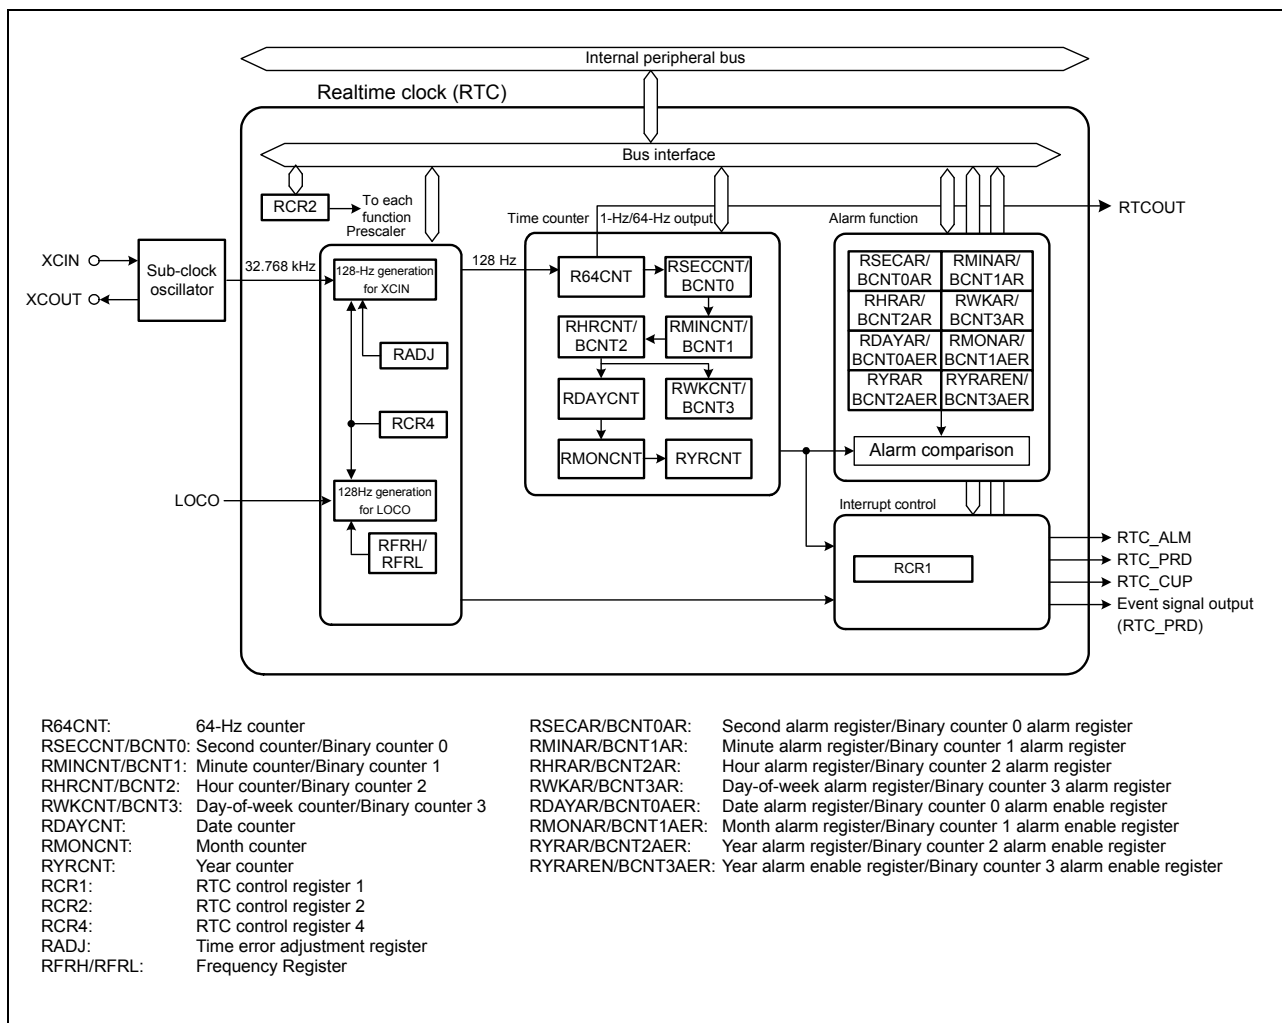 Internal peripheral bus
Realtime clock (RTC)
Bus interface
RCR2
To each
function
Prescaler
Time counter
1-Hz/64-Hz output
Alarm function
RTCOUT
XCIN
XCOUT
Sub-clock
oscillator
32.768 kHz
128-Hz generation
for XCIN
128 Hz
RADJ
RCR4
LOCO
128Hz generation
for LOCO
RFRH/
RFRL
R64CNT
RSECCNT/
BCNT0
RHRCNT/
BCNT2
RMINCNT/
BCNT1
RDAYCNT
RWKCNT/
BCNT3
RMONCNT
RYRCNT
RSECAR/
BCNT0AR
RMINAR/
BCNT1AR
RHRAR/
BCNT2AR
RWKAR/
BCNT3AR
RDAYAR/
BCNT0AER
RMONAR/
BCNT1AER
RYRAR
BCNT2AER
RYRAREN/
BCNT3AER
Alarm comparison
Interrupt control
RCR1
RTC_ALM
RTC_PRD
RTC_CUP
Event signal output
(RTC_PRD)
R64CNT: 64-Hz counter
RSECCNT/BCNT0: Second counter/Binary counter 0
RMINCNT/BCNT1: Minute counter/Binary counter 1
RHRCNT/BCNT2: Hour counter/Binary counter 2
RWKCNT/BCNT3: Day-of-week counter/Binary counter 3
RDAYCNT: Date counter
RMONCNT: Month counter
RYRCNT: Year counter
RCR1: RTC control register 1
RCR2: RTC control register 2
RCR4: RTC control register 4
RADJ: Time error adjustment register
RFRH/RFRL: Frequency Register
RSECAR/BCNT0AR: Second alarm register/Binary counter 0 alarm register
RMINAR/BCNT1AR: Minute alarm register/Binary counter 1 alarm register
RHRAR/BCNT2AR: Hour alarm register/Binary counter 2 alarm register
RWKAR/BCNT3AR: Day-of-week alarm register/Binary counter 3 alarm register
RDAYAR/BCNT0AER: Date alarm register/Binary counter 0 alarm enable register
RMONAR/BCNT1AER: Month alarm register/Binary counter 1 alarm enable register
RYRAR/BCNT2AER: Year alarm register/Binary counter 2 alarm enable register
RYRAREN/BCNT3AER: Year alarm enable register/Binary counter 3 alarm enable register